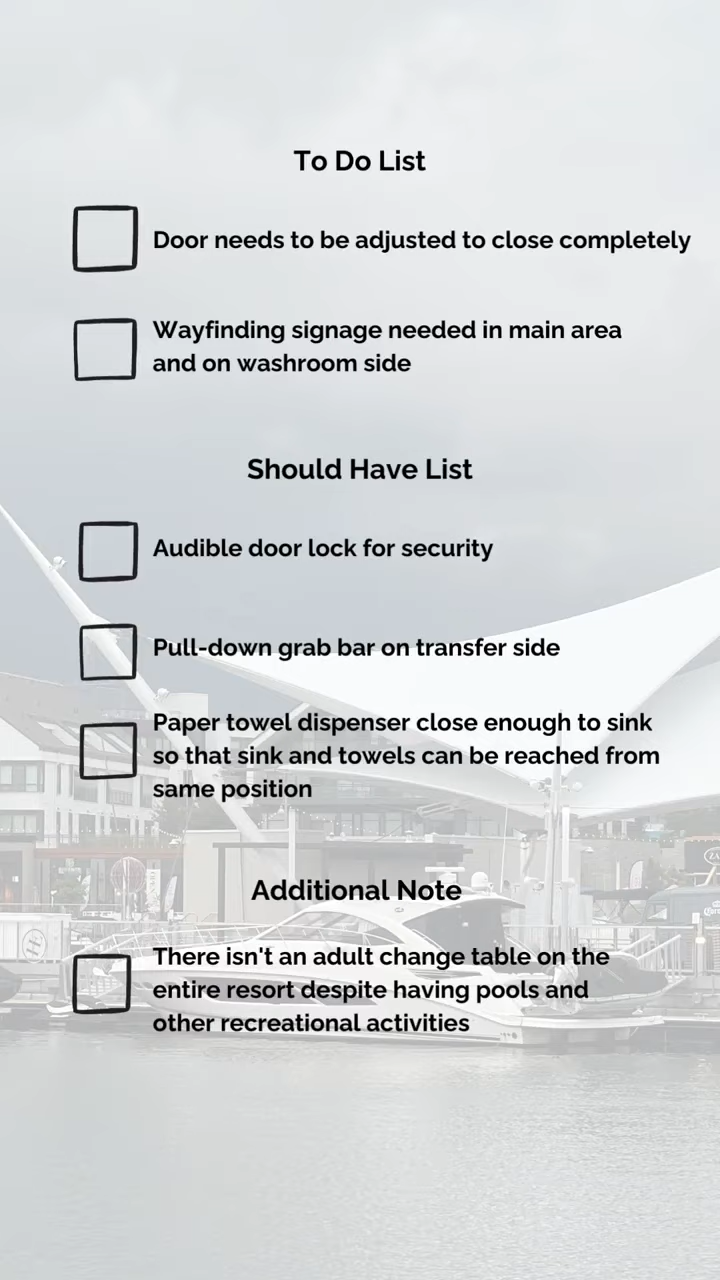 To Do List
Door needs to be adjusted to close completely
Wayfinding signage needed in main area
and on washroom side
Should Have List
Audible door lock for security
Pull-down grab bar on transfer side
Paper towel dispenser close enough to sink
so that sink and towels can be reached from
same position
Additional Note
There isn't an adult change table on the
entire resort despite having pools and
other recreational activities